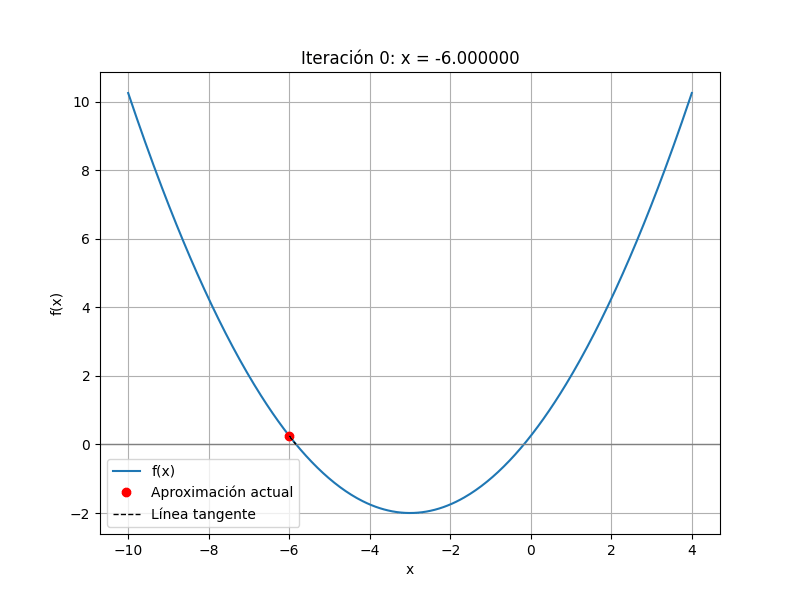 Iteración 0: x = -6.000000
f(x)
10
8
6
4
2
0
−2
f(x)
Aproximación actual
Línea tangente
−10
−8
−6
−4
−2
0
2
4
x